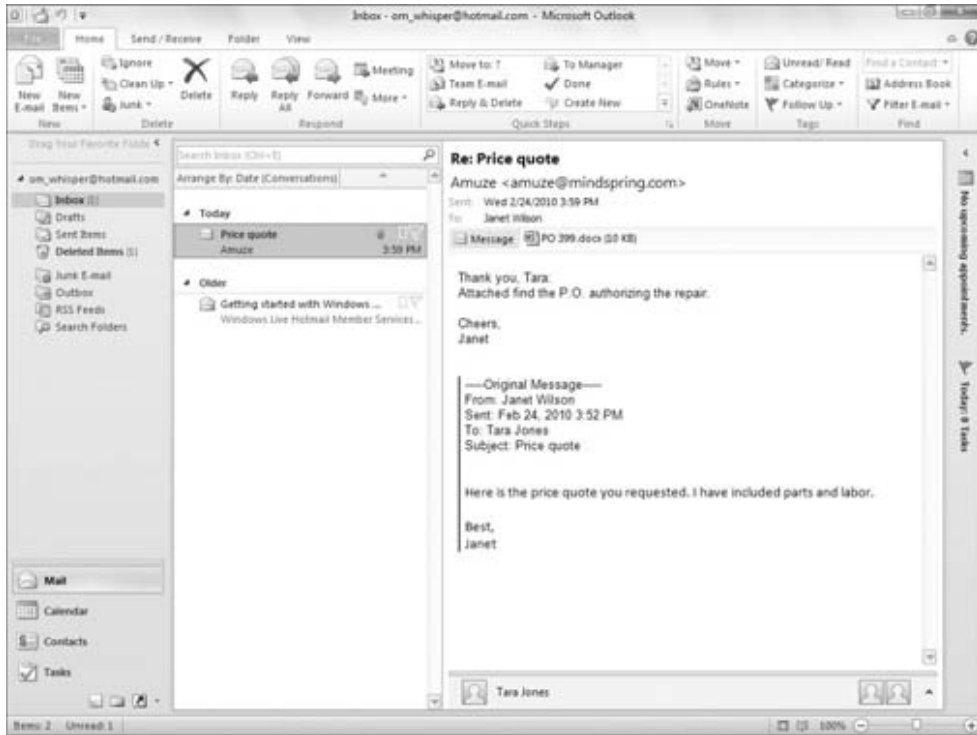 Inbox - om_whisper@hotmail.com - Microsoft Outlook
File Home Send / Receive Folder View
New E-mail
New Items
Ignore
Clean Up
Junk
Delete
Reply
Reply All
Forward
Meeting
More
Move to: ?
Team E-mail
Reply & Delete
To Manager
Done
Create New
Move
Rules
OneNote
Unread/ Read
Categorize
Follow Up
Find a Contact
Address Book
Filter E-mail
New Delete Respond Quick Steps Move Tags Find
Drag Your Favorite Folde
om_whisper@hotmail.com
Inbox (1)
Drafts
Sent Items
Deleted Items (1)
Junk E-mail
Outbox
RSS Feeds
Search Folders
Mail
Calendar
Contacts
Tasks
Search Inbox (Ctrl+E)
Arrange By: Date (Conversations)
Today
Price quote
Amuze 3:59 PM
Older
Getting started with Windows ...
Windows Live Hotmail Member Services...
Re: Price quote
Amuze <amuze@mindspring.com>
Sent: Wed 2/24/2010 3:59 PM
To: Janet Wilson
Message PO 399.docx (10 KB)
Thank you, Tara:
Attached find the P.O. authorizing the repair.
Cheers,
Janet
-----Original Message-----
From: Janet Wilson
Sent: Feb 24, 2010 3:52 PM
To: Tara Jones
Subject: Price quote
Here is the price quote you requested. I have included parts and labor.
Best,
Janet
Tara Jones
No upcoming appointments.
Today: 0 Tasks
Items: 2 Unread: 1
100%